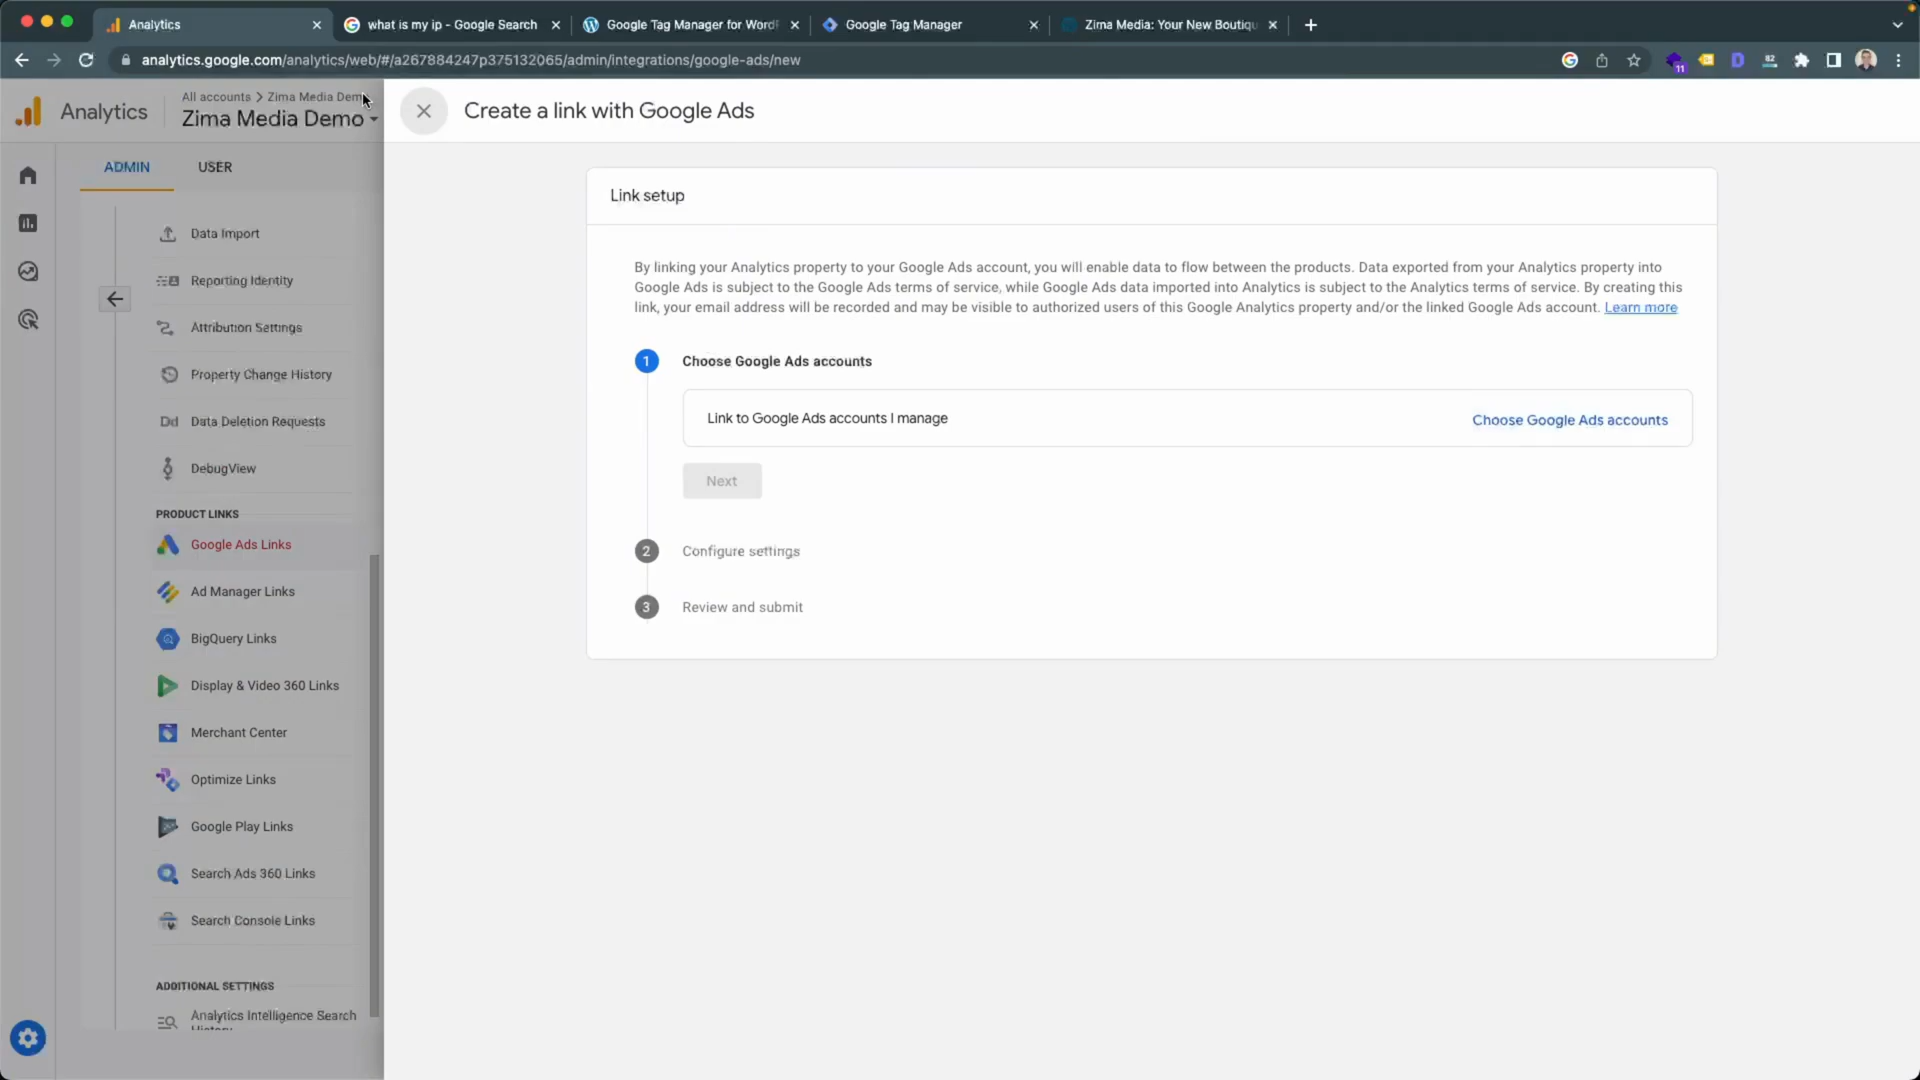 Analytics
what is my ip - Google Search
Google Tag Manager for Word
Google Tag Manager
Zima Media: Your New Boutiqu
analytics.google.com/analytics/web/#/a267884247p375132065/admin/integrations/google-ads/new
11
82
Analytics
All accounts > Zima Media Dem
Zima Media Demo
Create a link with Google Ads
ADMIN
USER
Data Import
Reporting Identity
Attribution Settings
Property Change History
Dd Data Deletion Requests
DebugView
PRODUCT LINKS
Google Ads Links
Ad Manager Links
BigQuery Links
Display & Video 360 Links
Merchant Center
Optimize Links
Google Play Links
Search Ads 360 Links
Search Console Links
ADDITIONAL SETTINGS
Analytics Intelligence Search
History
Link setup
By linking your Analytics property to your Google Ads account, you will enable data to flow between the products. Data exported from your Analytics property into
Google Ads is subject to the Google Ads terms of service, while Google Ads data imported into Analytics is subject to the Analytics terms of service. By creating this
link, your email address will be recorded and may be visible to authorized users of this Google Analytics property and/or the linked Google Ads account. Learn more
1 Choose Google Ads accounts
Link to Google Ads accounts I manage
Choose Google Ads accounts
Next
2 Configure settings
3 Review and submit